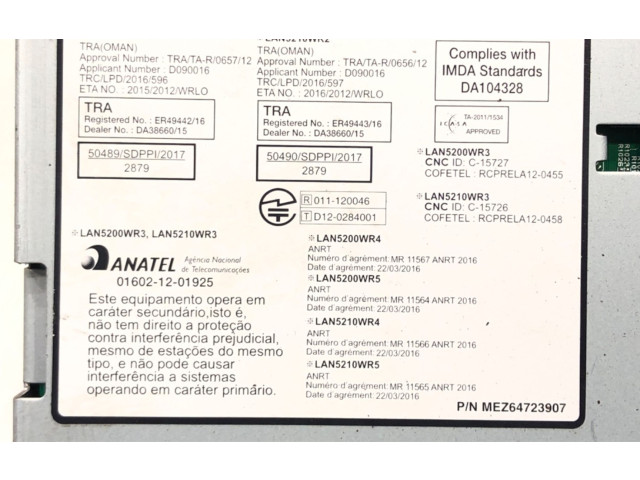 TRA(OMAN)
Approval Number : TRA/TA-R/0657/12
Applicant Number : D090016
TRC/LPD/2016/596
ETA NO. : 2015/2012/WRLO
TRA
Registered No. : ER49442/16
Dealer No. : DA38660/15
50489/SDPPI/2017
2879
※LAN5210WR2
TRA(OMAN)
Approval Number : TRA/TA-R/0656/12
Applicant Number : D090016
TRC/LPD/2016/597
ETA NO. : 2016/2012/WRLO
TRA
Registered No. : ER49443/16
Dealer No. : DA38660/15
50490/SDPPI/2017
2879
R 011-120046
T D12-0284001
Complies with
IMDA Standards
DA104328
ICASA
TA-2011/1534
APPROVED
※LAN5200WR3
CNC ID: C-15727
COFETEL : RCPRELA12-0455
※LAN5210WR3
CNC ID: C-15726
COFETEL : RCPRELA12-0458
※LAN5200WR3, LAN5210WR3
ANATEL
Agência Nacional
de Telecomunicações
01602-12-01925
Este equipamento opera em
caráter secundário,isto é,
não tem direito a proteção
contra interferência prejudicial,
mesmo de estações do mesmo
tipo, e não pode causar
interferência a sistemas
operando em caráter primário.
※LAN5200WR4
ANRT
Numéro d'agrément: MR 11567 ANRT 2016
Date d'agrément: 22/03/2016
※LAN5200WR5
ANRT
Numéro d'agrément: MR 11564 ANRT 2016
Date d'agrément: 22/03/2016
※LAN5210WR4
ANRT
Numéro d'agrément: MR 11566 ANRT 2016
Date d'agrément: 22/03/2016
※LAN5210WR5
ANRT
Numéro d'agrément: MR 11565 ANRT 2016
Date d'agrément: 22/03/2016
P/N MEZ64723907